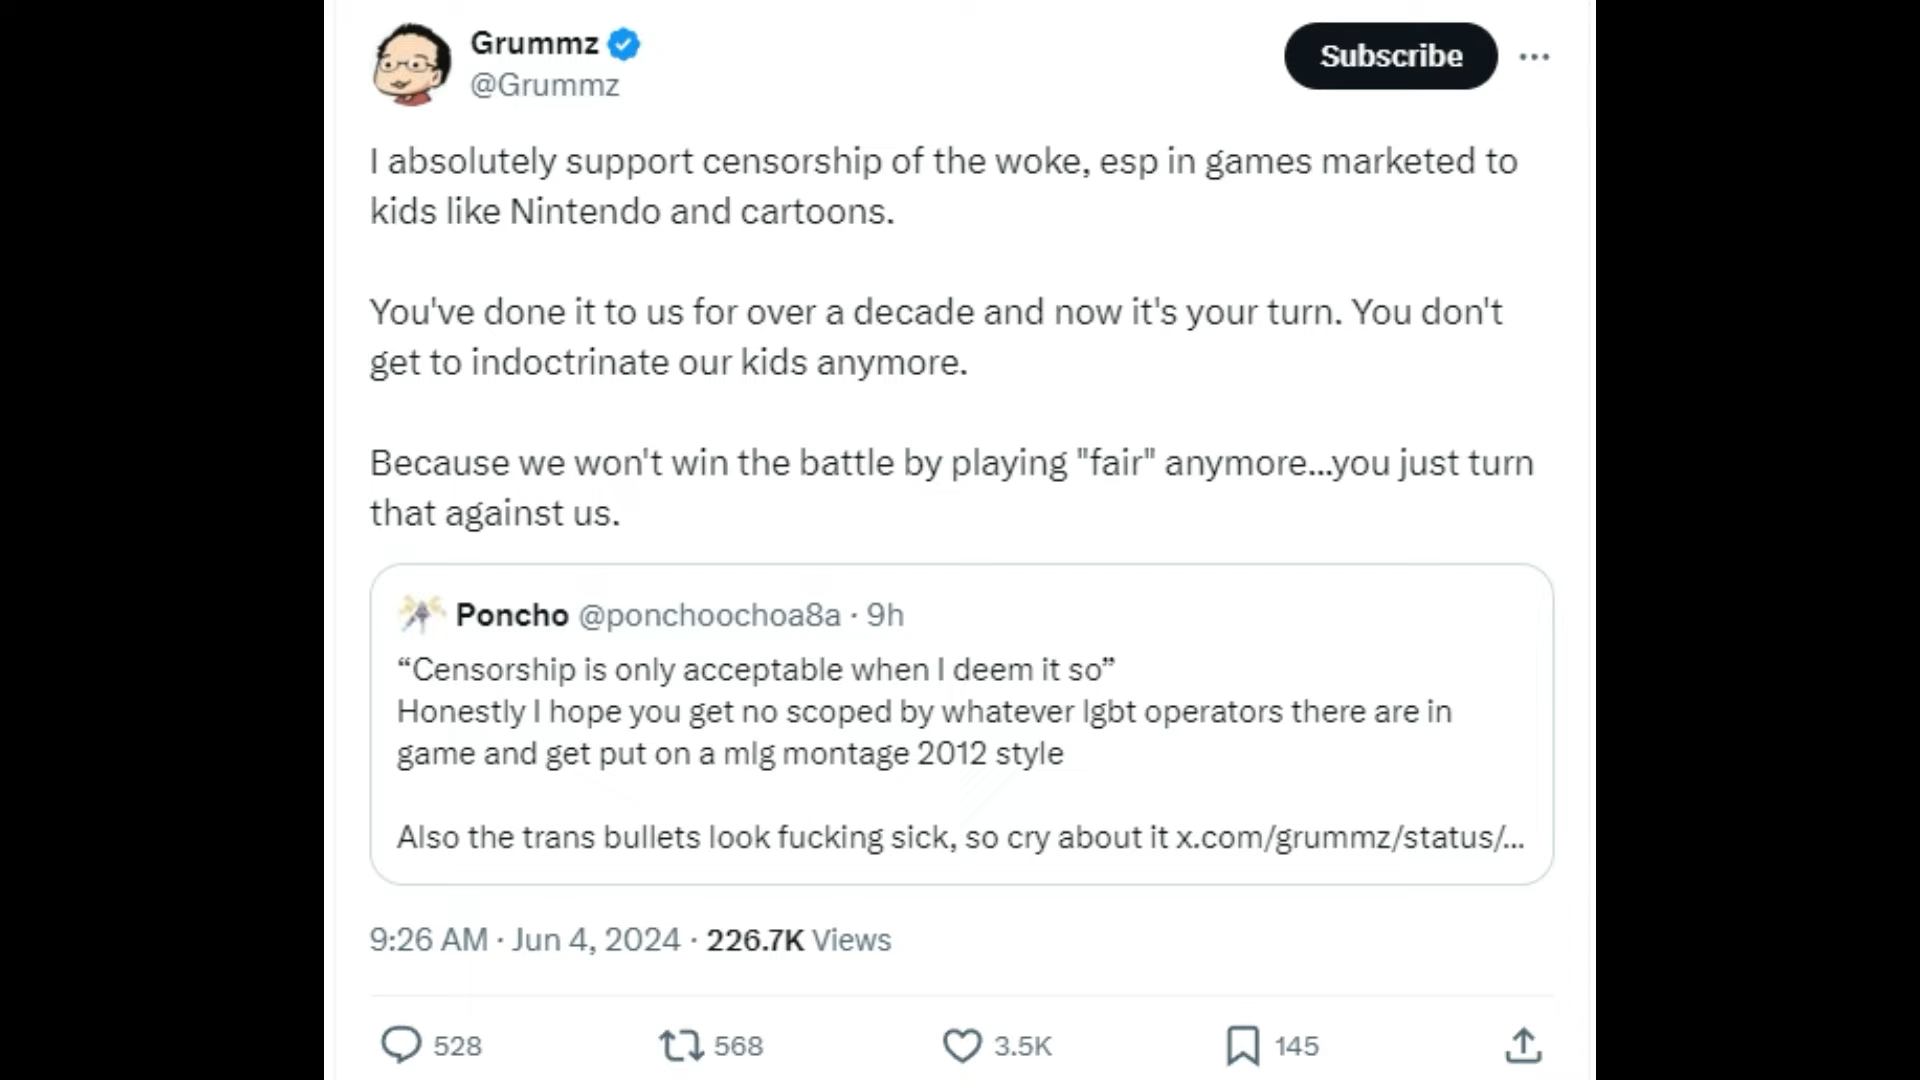 Grummz
@Grummz
Subscribe
I absolutely support censorship of the woke, esp in games marketed to
kids like Nintendo and cartoons.
You've done it to us for over a decade and now it's your turn. You don't
get to indoctrinate our kids anymore.
Because we won't win the battle by playing "fair" anymore...you just turn
that against us.
Poncho @ponchoochoa8a · 9h
“Censorship is only acceptable when I deem it so”
Honestly I hope you get no scoped by whatever lgbt operators there are in
game and get put on a mlg montage 2012 style
Also the trans bullets look fucking sick, so cry about it x.com/grummz/status/...
9:26 AM · Jun 4, 2024 · 226.7K Views
528 568 3.5K 145